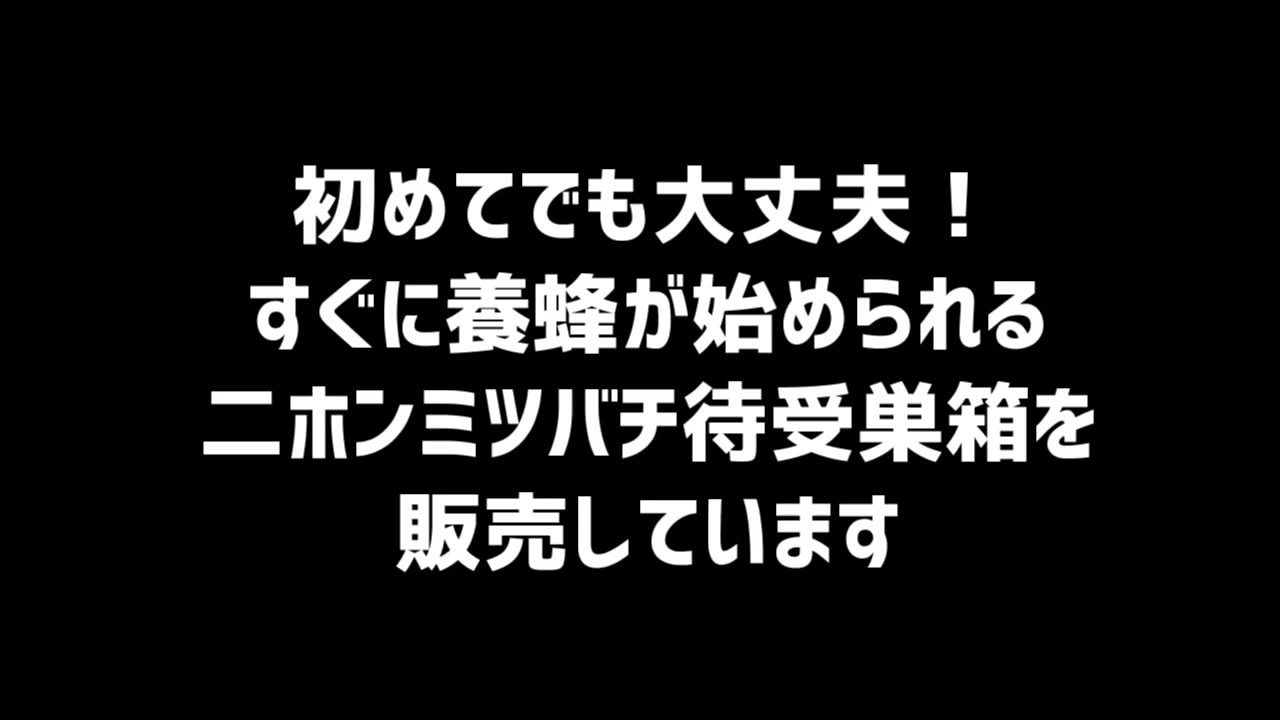 初めてでも大丈夫！
すぐに養蜂が始められる
ニホンミツバチ待受巣箱を
販売しています